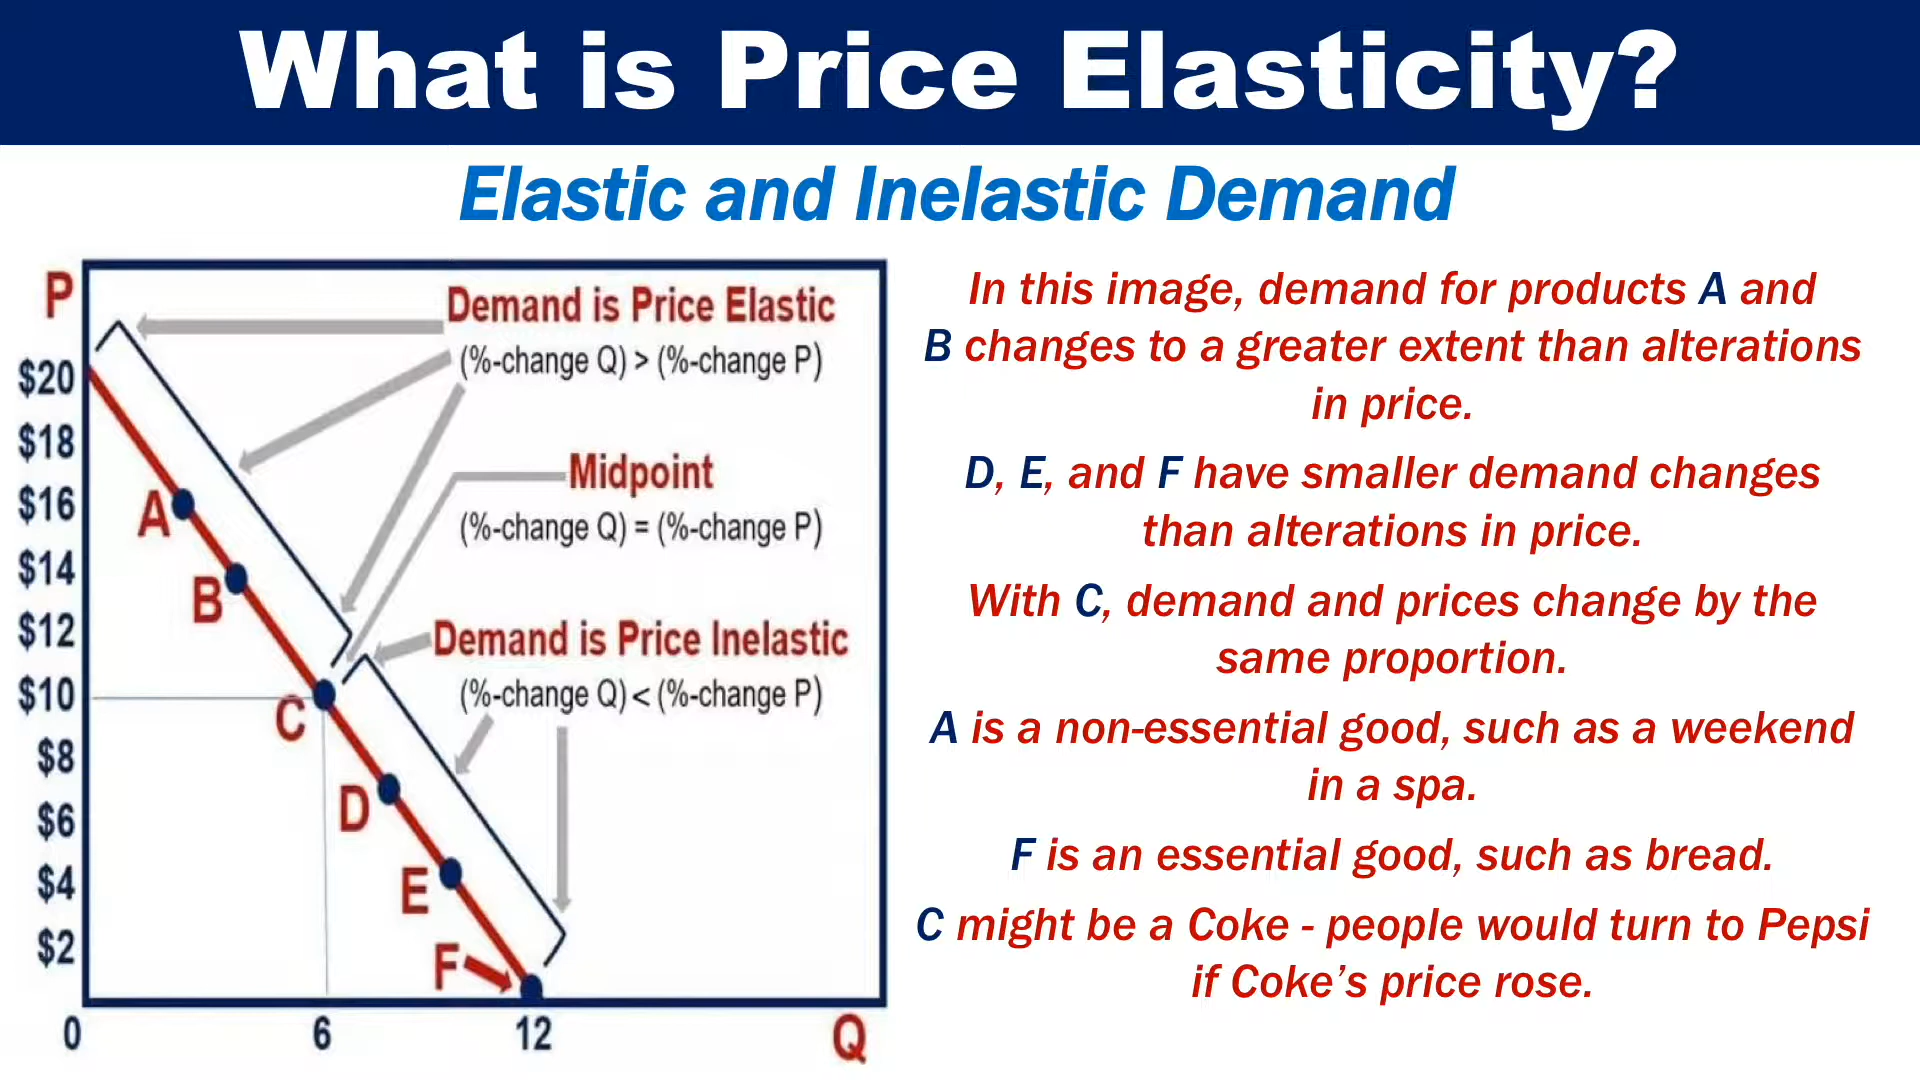 What is Price Elasticity?
Elastic and Inelastic Demand
P
$20
$18
$16
$14
$12
$10
$8
$6
$4
$2
0
6
12
Q
A
B
C
D
E
F
Demand is Price Elastic
(%-change Q) > (%-change P)
Midpoint
(%-change Q) = (%-change P)
Demand is Price Inelastic
(%-change Q) < (%-change P)
In this image, demand for products A and
B changes to a greater extent than alterations
in price.
D, E, and F have smaller demand changes
than alterations in price.
With C, demand and prices change by the
same proportion.
A is a non-essential good, such as a weekend
in a spa.
F is an essential good, such as bread.
C might be a Coke - people would turn to Pepsi
if Coke’s price rose.